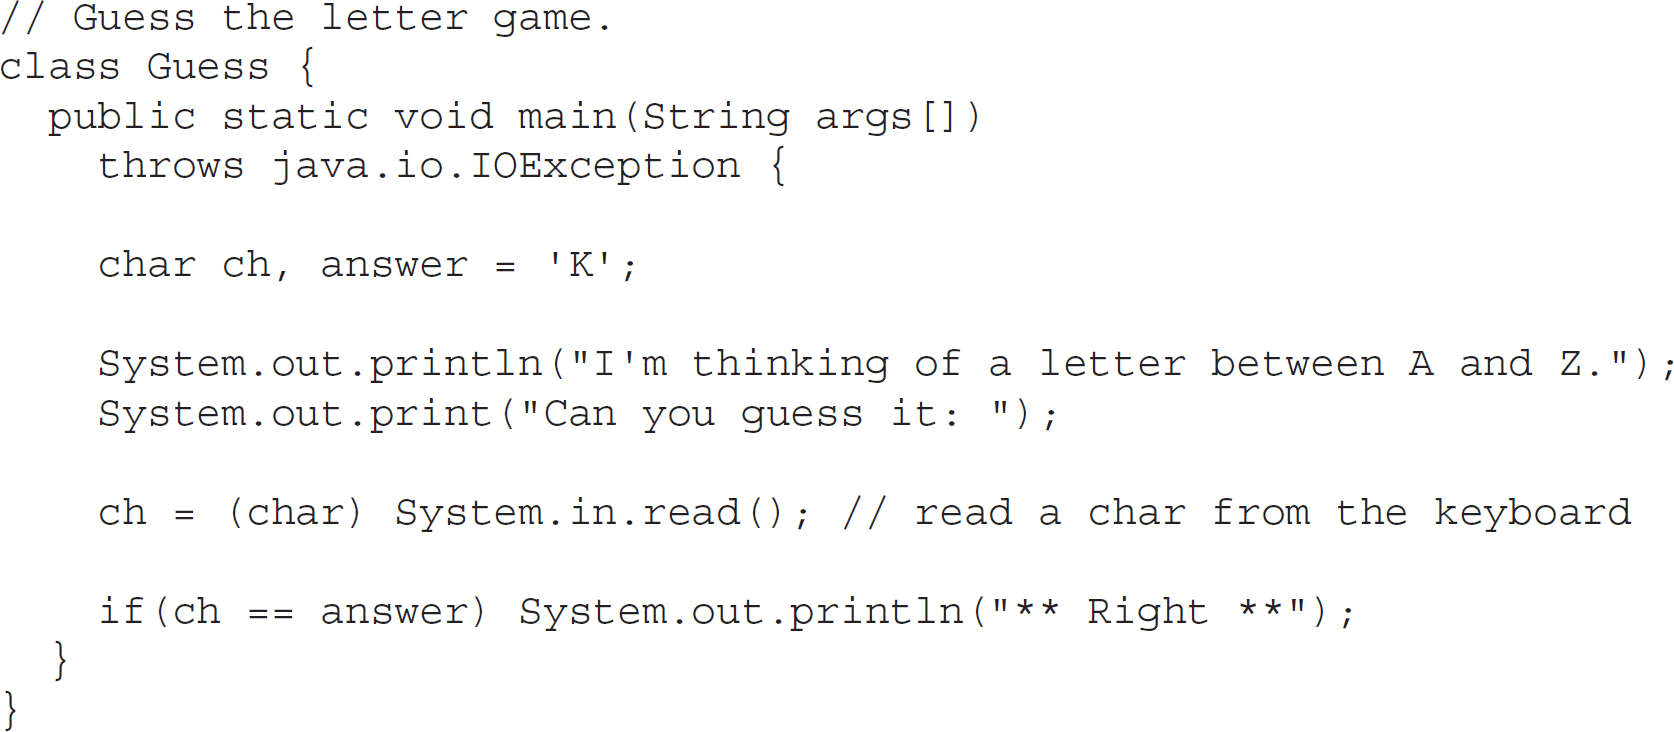 // Guess the letter game.
class Guess {
  public static void main(String args[])
    throws java.io.IOException {

    char ch, answer = 'K';

    System.out.println("I'm thinking of a letter between A and Z.");
    System.out.print("Can you guess it: ");

    ch = (char) System.in.read(); // read a char from the keyboard

    if(ch == answer) System.out.println("** Right **");
  }
}